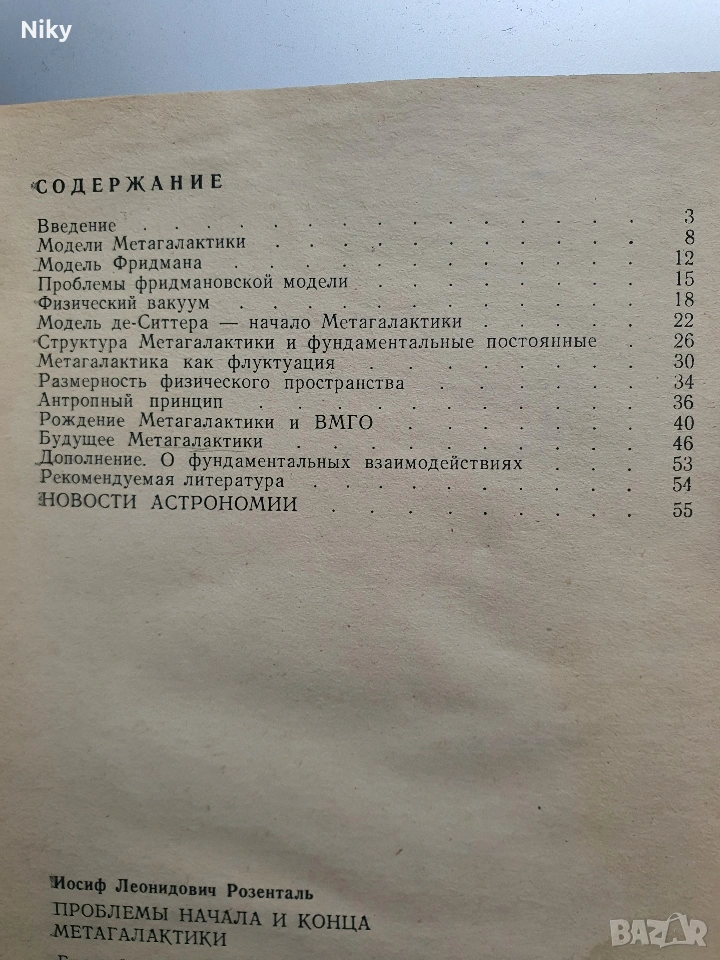 Niky
СОДЕРЖАНИЕ
Введение . . . . . . . . . . . . . . . 3
Модели Метагалактики . . . . . . . . . . . 8
Модель Фридмана . . . . . . . . . . . . 12
Проблемы фридмановской модели . . . . . . . 15
Физический вакуум . . . . . . . . . . . . 18
Модель де-Ситтера — начало Метагалактики . . . . 22
Структура Метагалактики и фундаментальные постоянные . 26
Метагалактика как флуктуация . . . . . . . . 30
Размерность физического пространства . . . . . . 34
Антропный принцип . . . . . . . . . . . 36
Рождение Метагалактики и ВМГО . . . . . . . 40
Будущее Метагалактики . . . . . . . . . . 46
Дополнение. О фундаментальных взаимодействиях . . . 53
Рекомендуемая литература . . . . . . . . . 54
НОВОСТИ АСТРОНОМИИ . . . . . . . . . 55
Иосиф Леонидович Розенталь
ПРОБЛЕМЫ НАЧАЛА И КОНЦА
МЕТАГАЛАКТИКИ
BAZAR